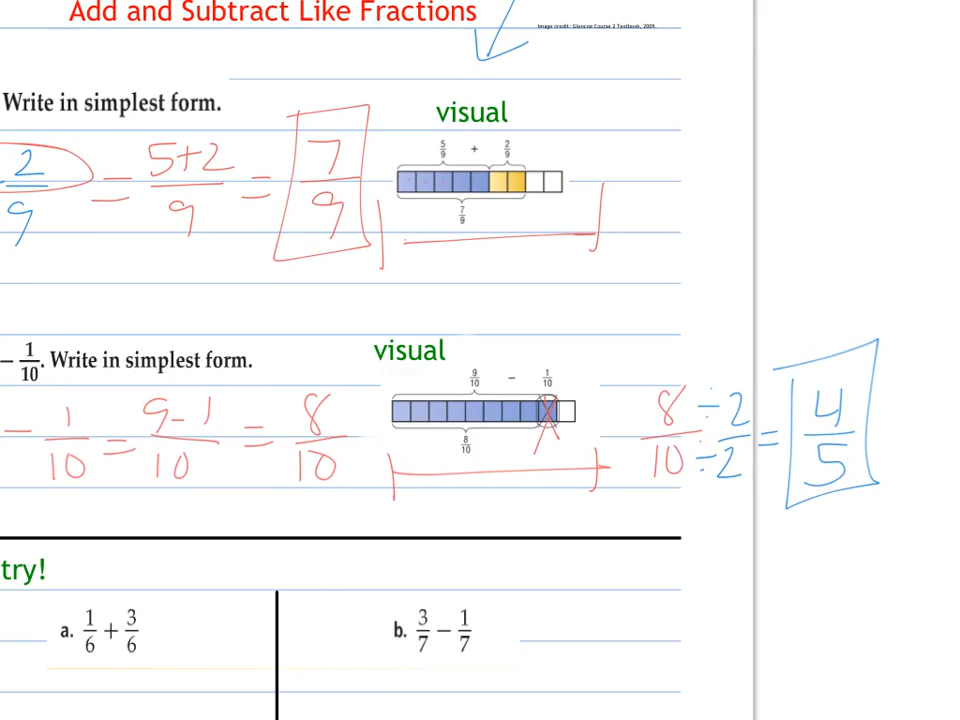 Add and Subtract Like Fractions
Image credit: Glencoe Course 2 Textbook, 2009.
Write in simplest form.
visual
2/9 = 5+2/9 = 7/9
5/9 + 2/9
7/9
− 1/10. Write in simplest form.
visual
9/10 − 1/10
8/10
− 1/10 = 9-1/10 = 8/10
8/10 ÷2/÷2 = 4/5
try!
a. 1/6 + 3/6
b. 3/7 − 1/7